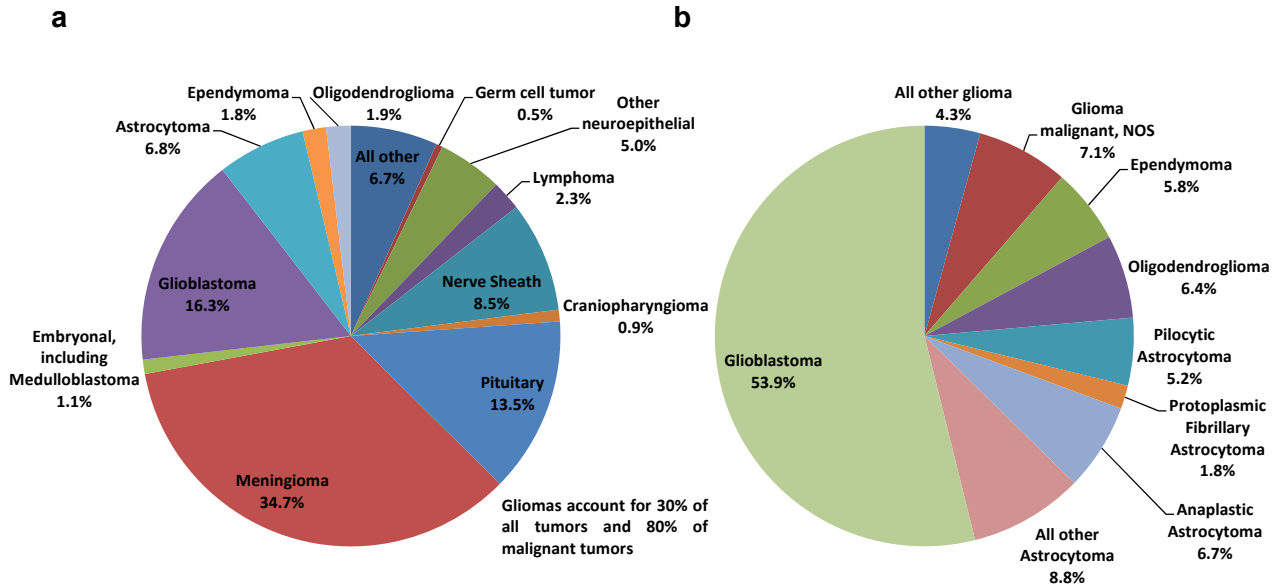 a
Ependymoma
1.8%
Oligodendroglioma
1.9%
Germ cell tumor
0.5%
Other
neuroepithelial
5.0%
Astrocytoma
6.8%
All other
6.7%
Lymphoma
2.3%
Glioblastoma
16.3%
Nerve Sheath
8.5%
Craniopharyngioma
0.9%
Embryonal,
including
Medulloblastoma
1.1%
Pituitary
13.5%
Meningioma
34.7%
Gliomas account for 30% of
all tumors and 80% of
malignant tumors
b
All other glioma
4.3%
Glioma
malignant, NOS
7.1%
Ependymoma
5.8%
Oligodendroglioma
6.4%
Pilocytic
Astrocytoma
5.2%
Protoplasmic
Fibrillary
Astrocytoma
1.8%
Anaplastic
Astrocytoma
6.7%
All other
Astrocytoma
8.8%
Glioblastoma
53.9%